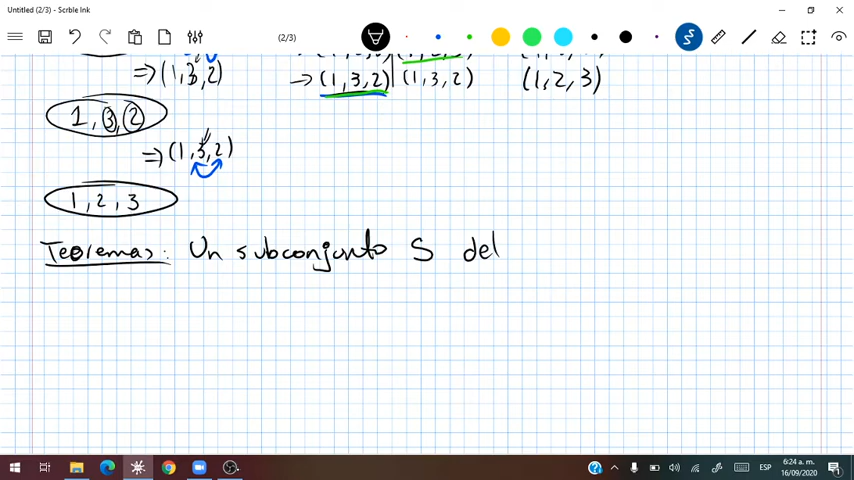 Untitled (2/3) - Scrble Ink
(2/3)
⇒(1,3,2)
→(1,3,2) (1,3,2) (1,2,3)
1,3,2
⇒(1,3,2)
1,2,3
Teoremas: Un subconjunto S del
ESP
6:24 a. m.
16/09/2020